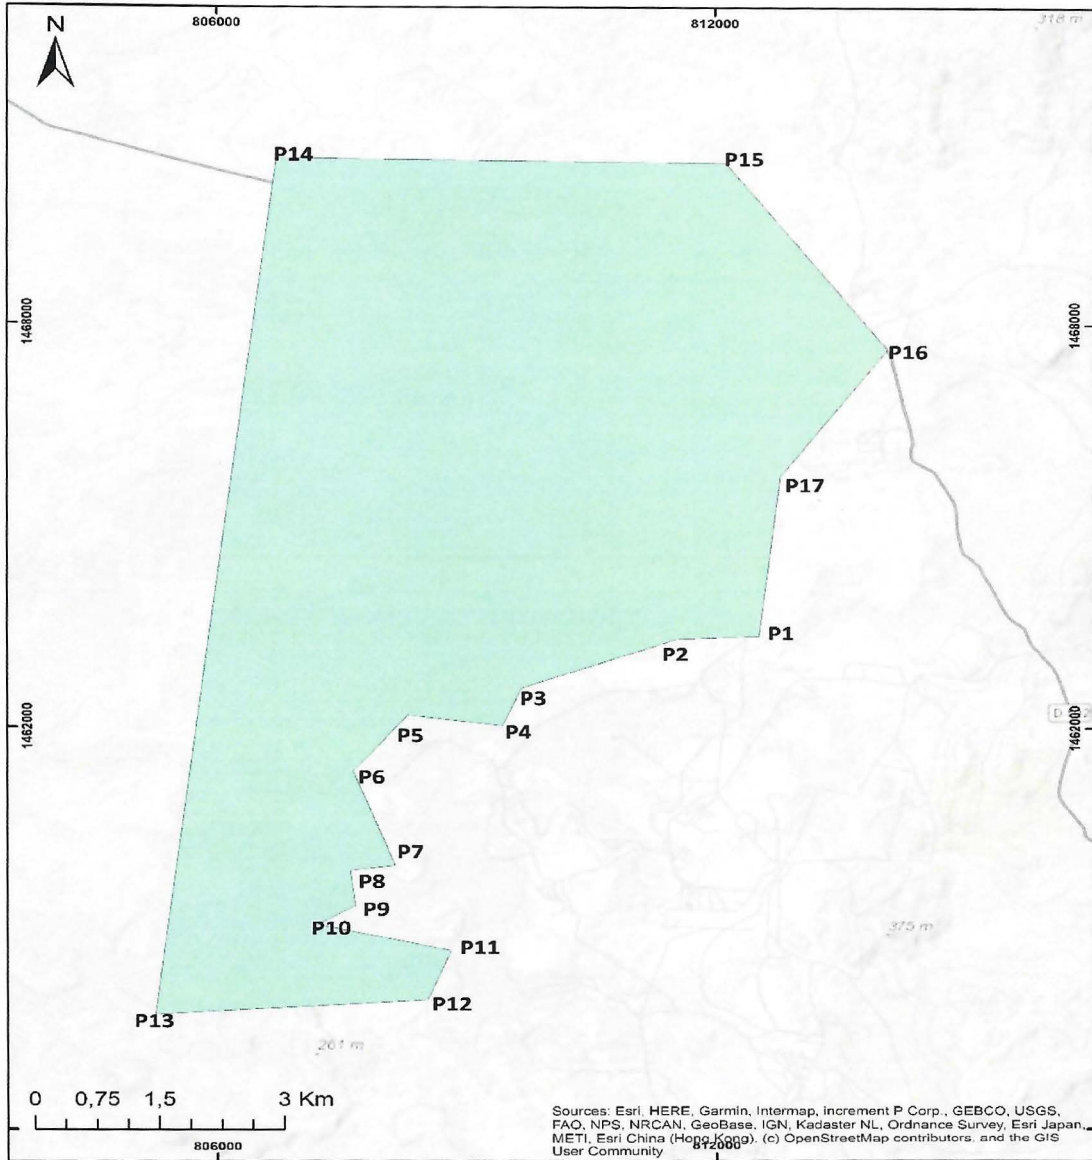 N
806000
812000
318 m
P14
P15
1468000
1468000
P16
P17
P1
P2
P3
P4
P5
1462000
1462000
D
2
P6
P7
P8
P9
P10
P11
375 m
P12
P13
261 m
0 0,75 1,5 3 Km
Sources: Esri, HERE, Garmin, Intermap, increment P Corp., GEBCO, USGS,
FAO, NPS, NRCAN, GeoBase, IGN, Kadaster NL, Ordnance Survey, Esri Japan,
METI, Esri China (Hong Kong), (c) OpenStreetMap contributors, and the GIS
User Community
806000
812000